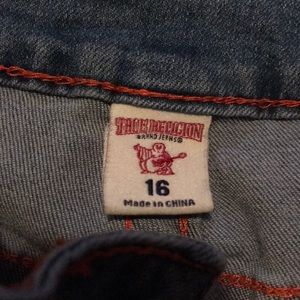 TRUE RELIGION
BRAND JEANS®
16
Made in CHINA